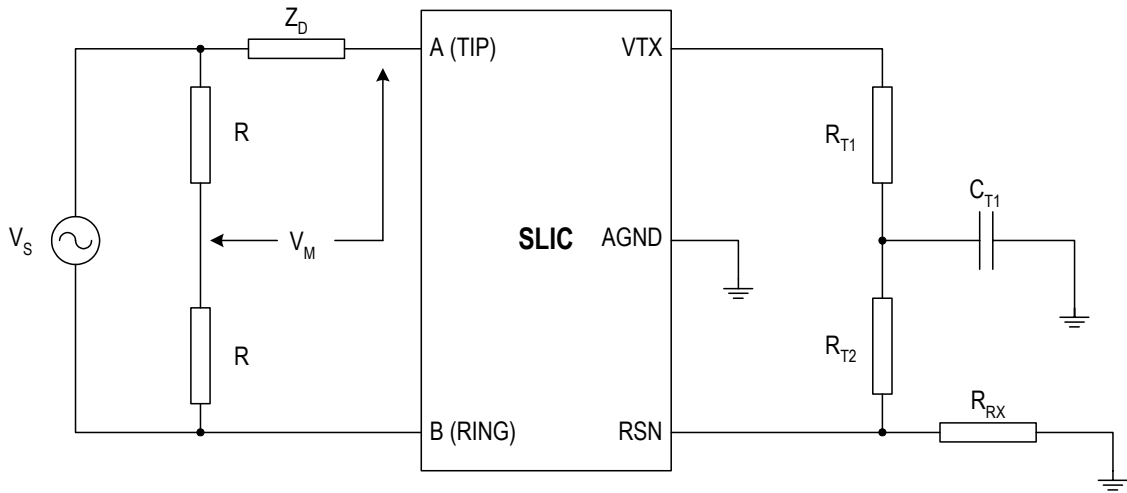 Z_D
A (TIP)
VTX
R
R_T1
C_T1
V_S
V_M
SLIC
AGND
R
R_T2
R_RX
B (RING)
RSN